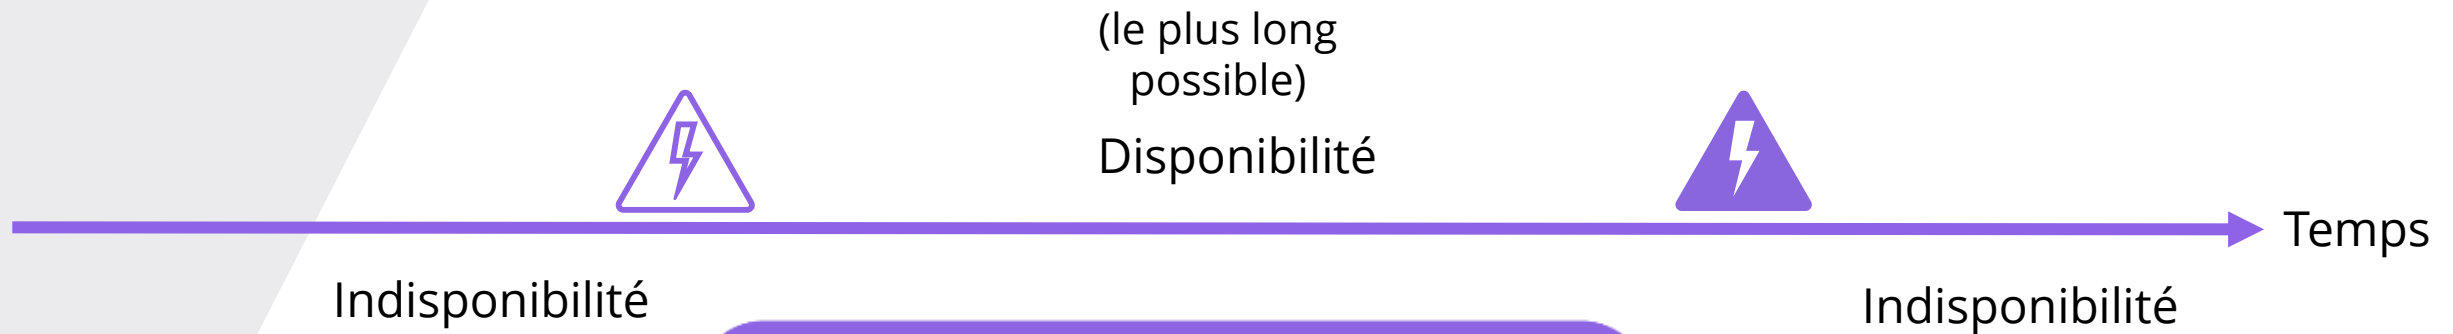 (le plus long
possible)
Disponibilité
Temps
Indisponibilité
Indisponibilité